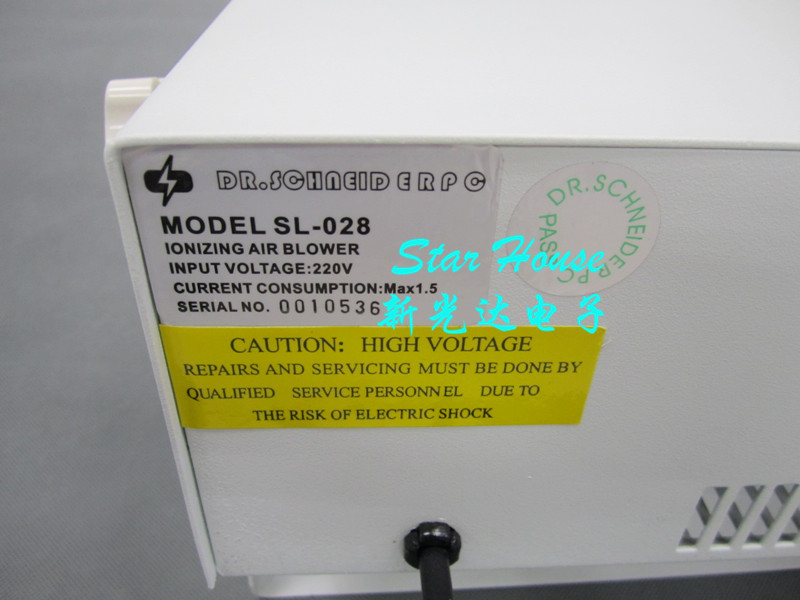 DR.SCHNEIDERPC
MODEL SL-028
IONIZING AIR BLOWER
INPUT VOLTAGE:220V
CURRENT CONSUMPTION:Max1.5
SERIAL NO. 0010536
DR.SCHNEIDER PC
PASS
Star House
新光达电子
CAUTION: HIGH VOLTAGE
REPAIRS AND SERVICING MUST BE DONE BY
QUALIFIED SERVICE PERSONNEL DUE TO
THE RISK OF ELECTRIC SHOCK